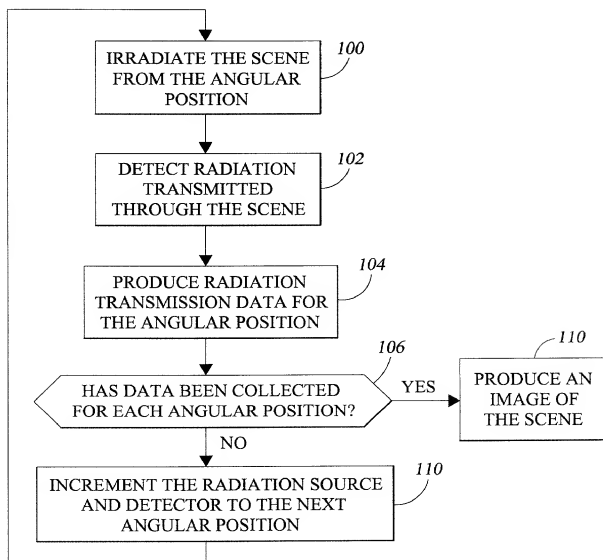 IRRADIATE THE SCENE
FROM THE ANGULAR
POSITION
100
DETECT RADIATION
TRANSMITTED
THROUGH THE SCENE
102
PRODUCE RADIATION
TRANSMISSION DATA FOR
THE ANGULAR POSITION
104
HAS DATA BEEN COLLECTED
FOR EACH ANGULAR POSITION?
106
YES
PRODUCE AN
IMAGE OF
THE SCENE
110
NO
INCREMENT THE RADIATION SOURCE
AND DETECTOR TO THE NEXT
ANGULAR POSITION
110